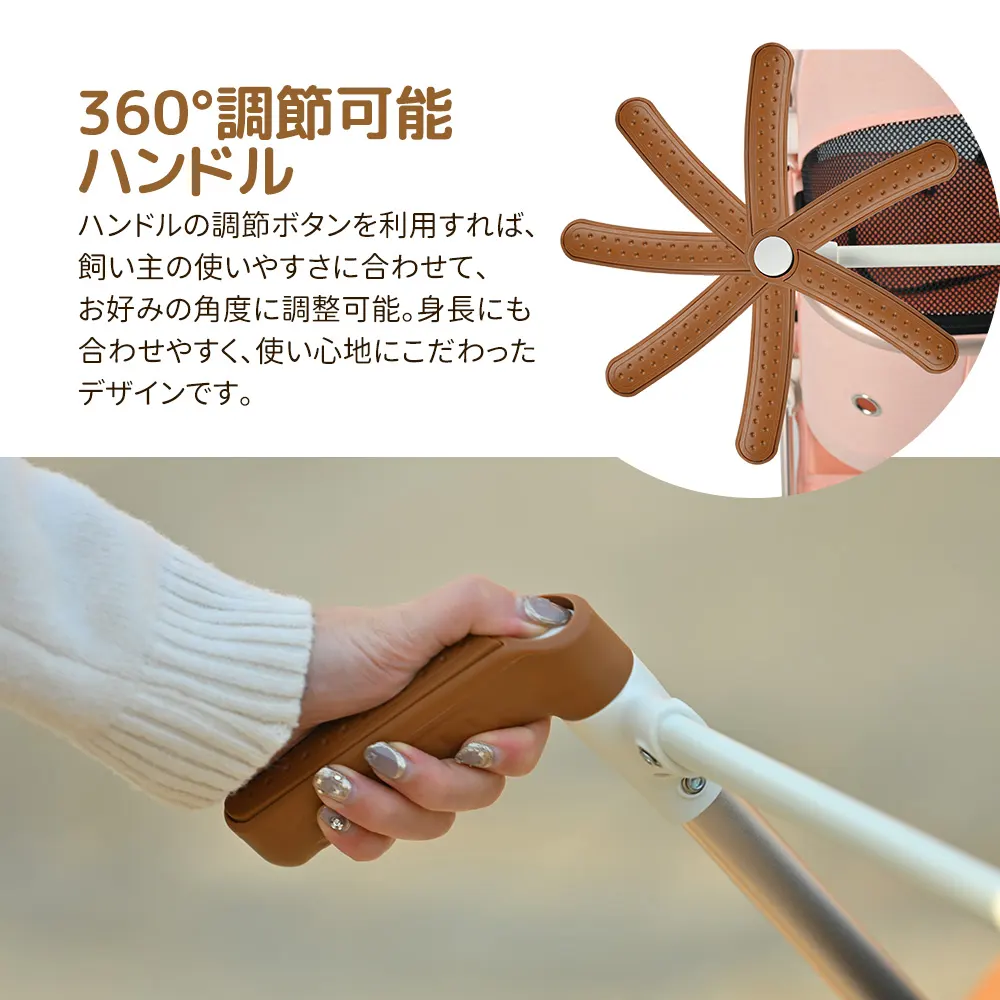 360°調節可能
ハンドル
ハンドルの調節ボタンを利用すれば、
飼い主の使いやすさに合わせて、
お好みの角度に調整可能。身長にも
合わせやすく、使い心地にこだわった
デザインです。